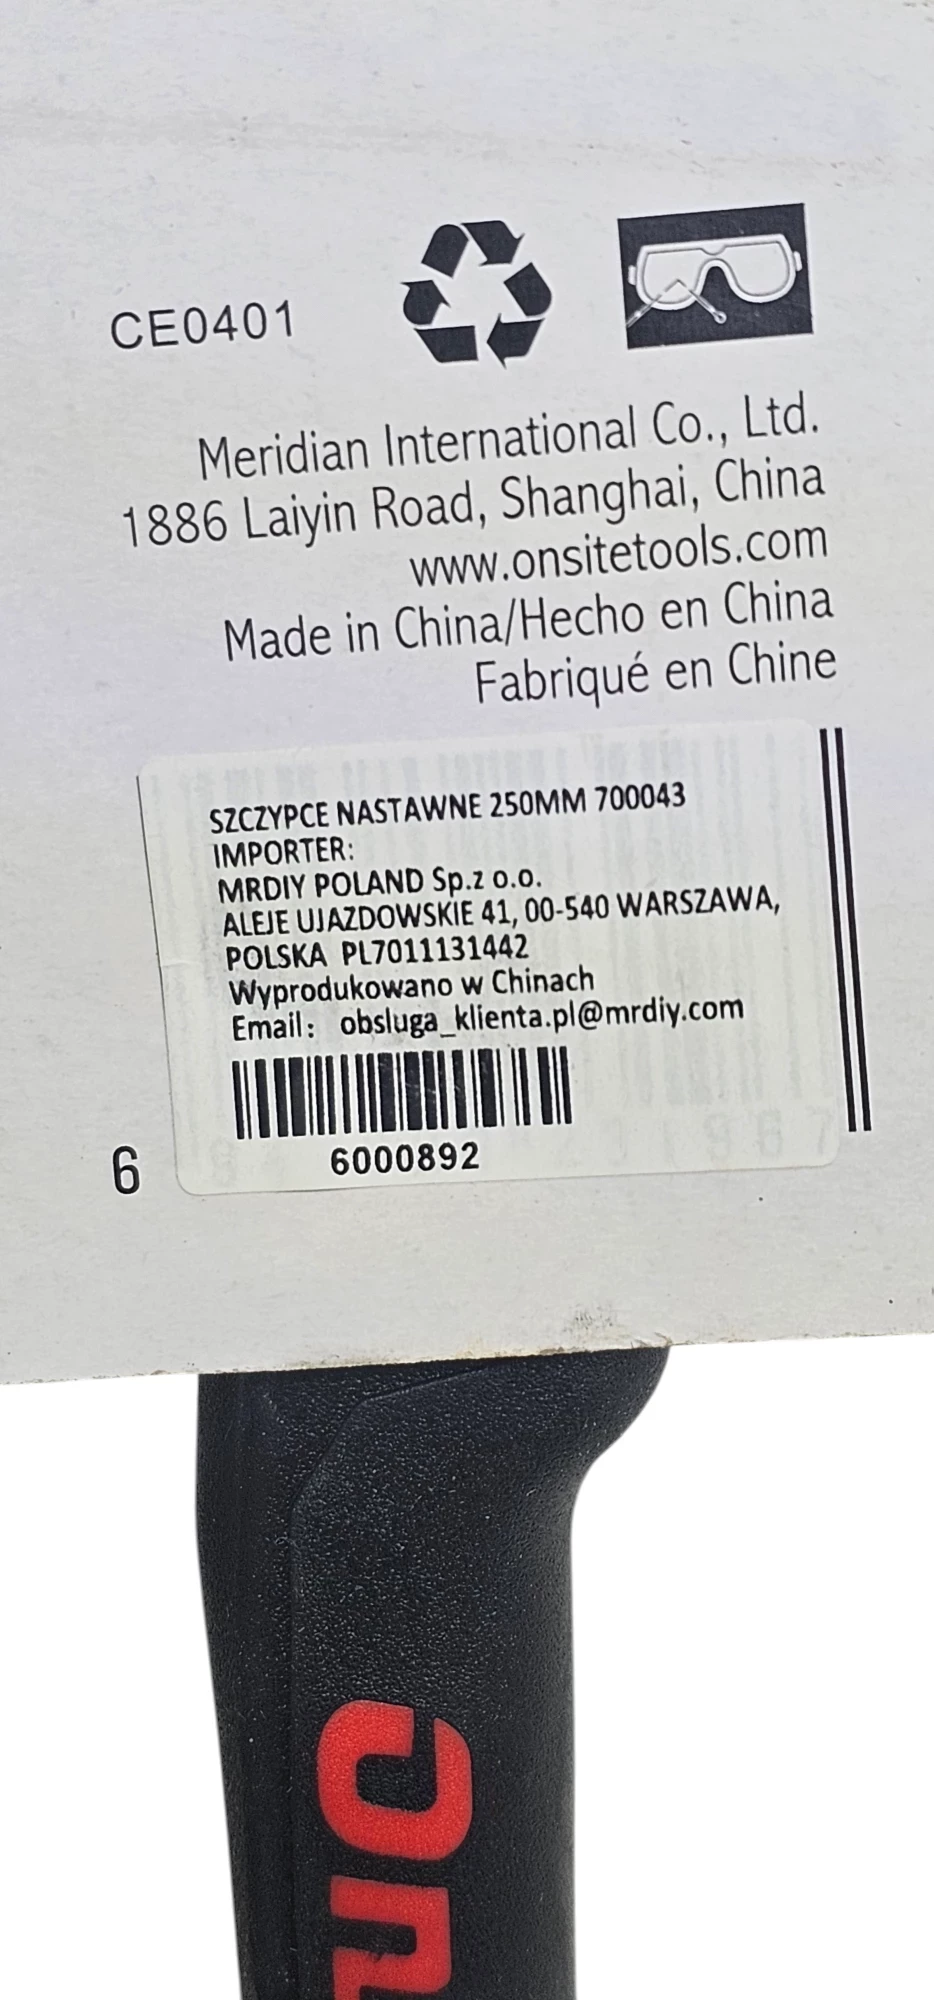 CE0401
Meridian International Co., Ltd.
1886 Laiyin Road, Shanghai, China
www.onsitetools.com
Made in China/Hecho en China
Fabriqué en Chine
SZCZYPCE NASTAWNE 250MM 700043
IMPORTER:
MRDIY POLAND Sp.z o.o.
ALEJE UJAZDOWSKIE 41, 00-540 WARSZAWA,
POLSKA PL7011131442
Wyprodukowano w Chinach
Email: obsluga_klienta.pl@mrdiy.com
6000892
6